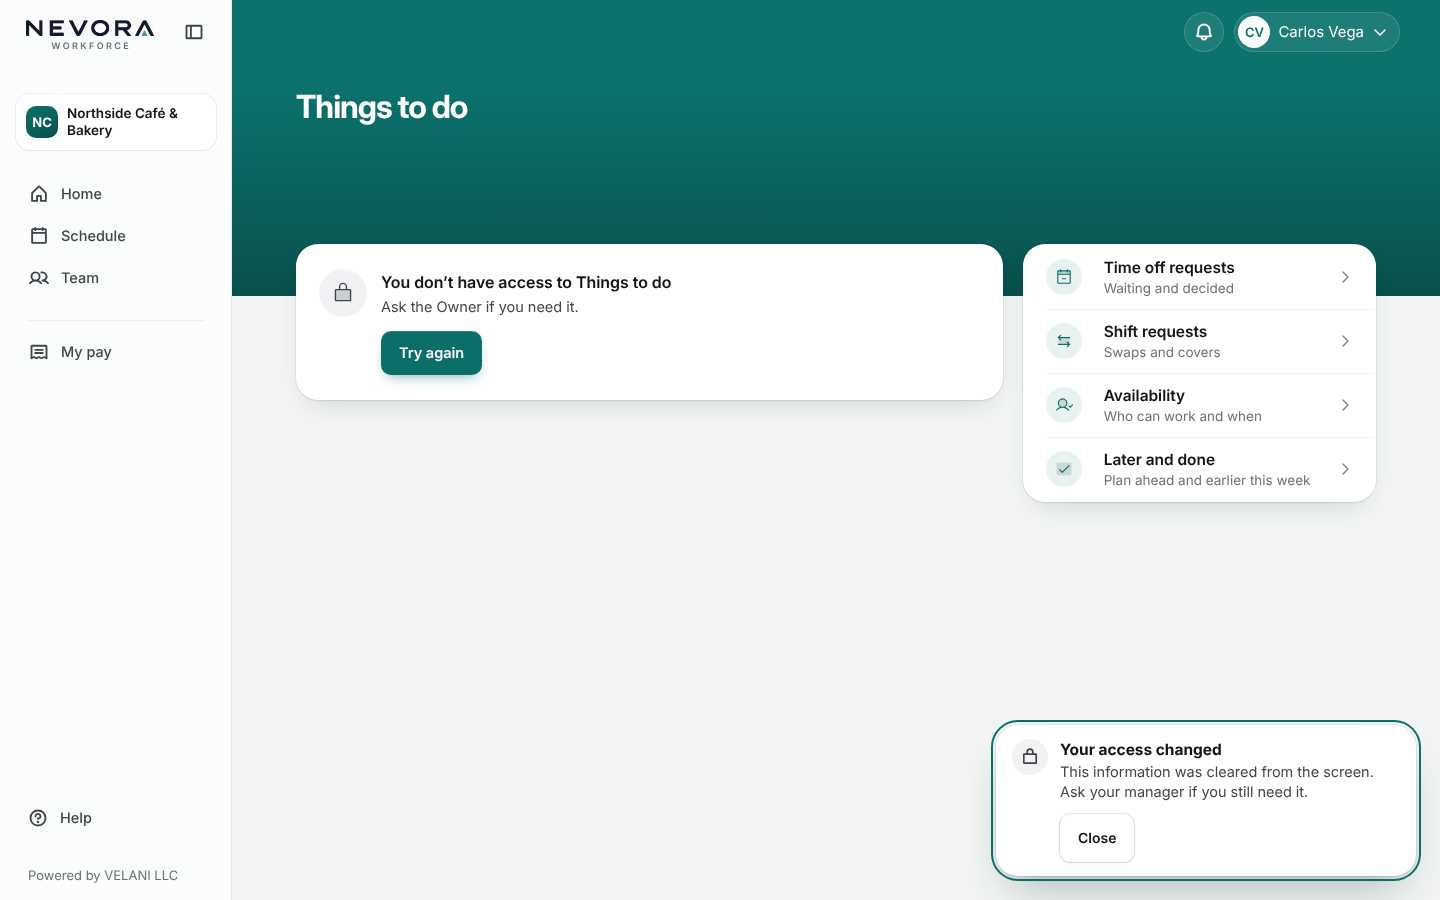 NEVORA
WORKFORCE
CV
Carlos Vega
NC
Northside Café &
Bakery
Home
Schedule
Team
My pay
Help
Powered by VELANI LLC
Things to do
You don’t have access to Things to do
Ask the Owner if you need it.
Try again
Time off requests
Waiting and decided
Shift requests
Swaps and covers
Availability
Who can work and when
Later and done
Plan ahead and earlier this week
Your access changed
This information was cleared from the screen.
Ask your manager if you still need it.
Close